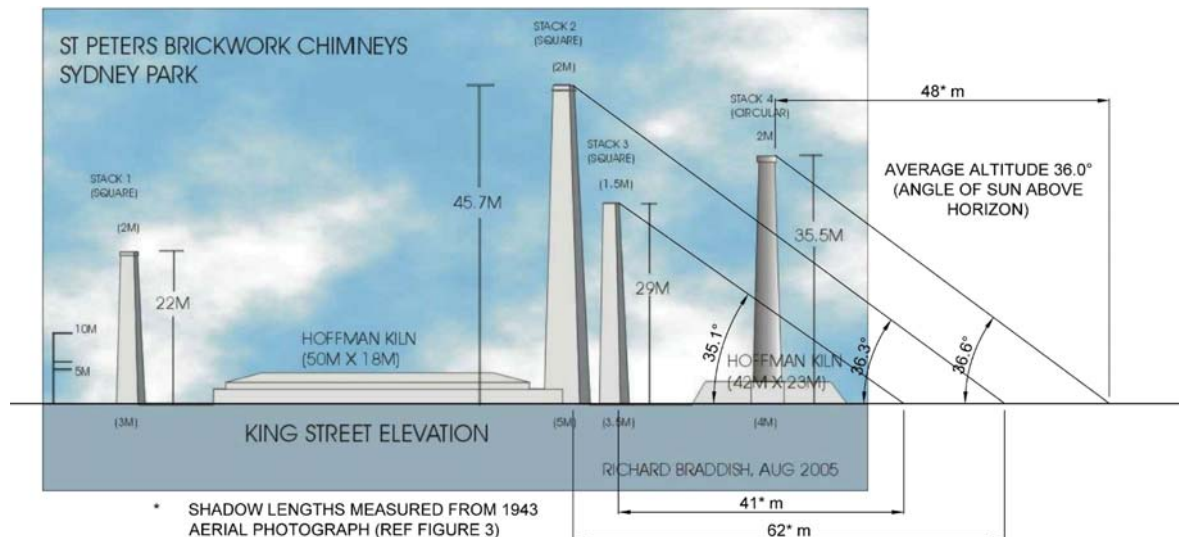 ST PETERS BRICKWORK CHIMNEYS
SYDNEY PARK
STACK 2
(SQUARE)
(2M)
48* m
STACK 4
(CIRCULAR)
2M
STACK 3
(SQUARE)
(1.5M)
AVERAGE ALTITUDE 36.0°
(ANGLE OF SUN ABOVE
HORIZON)
STACK 1
(SQUARE)
(2M)
45.7M
35.5M
22M
29M
10M
5M
HOFFMAN KILN
(50M X 18M)
35.1°
HOFFMAN KILN
(42M X 23M)
36.3°
36.6°
(3M)
KING STREET ELEVATION
(5M)
(3.5M)
(4M)
RICHARD BRADDISH, AUG 2005
* SHADOW LENGTHS MEASURED FROM 1943
AERIAL PHOTOGRAPH (REF FIGURE 3)
41* m
62* m